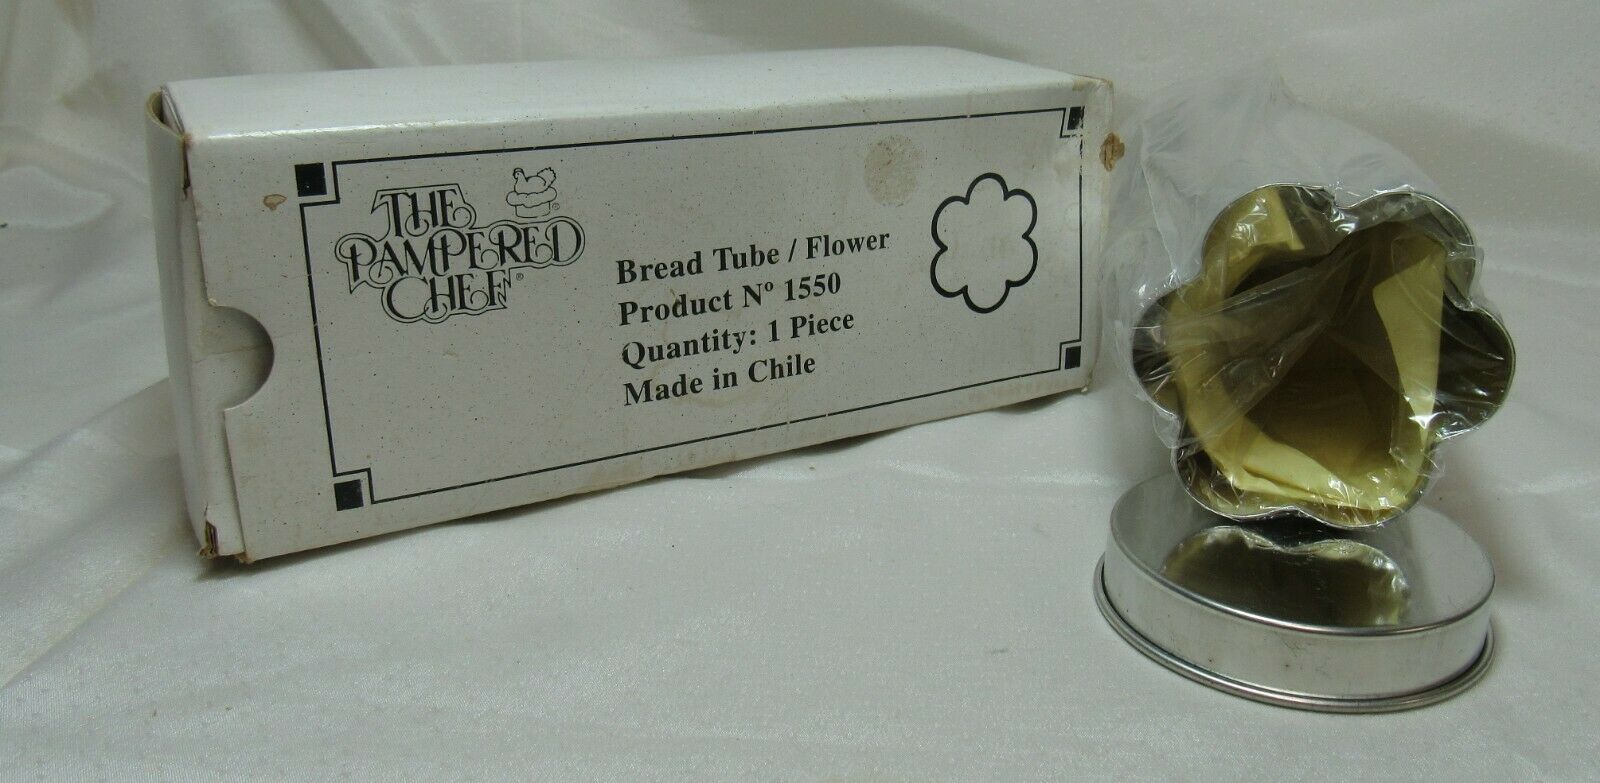 THE
PAMPERED
CHEF®
Bread Tube / Flower
Product Nº 1550
Quantity: 1 Piece
Made in Chile